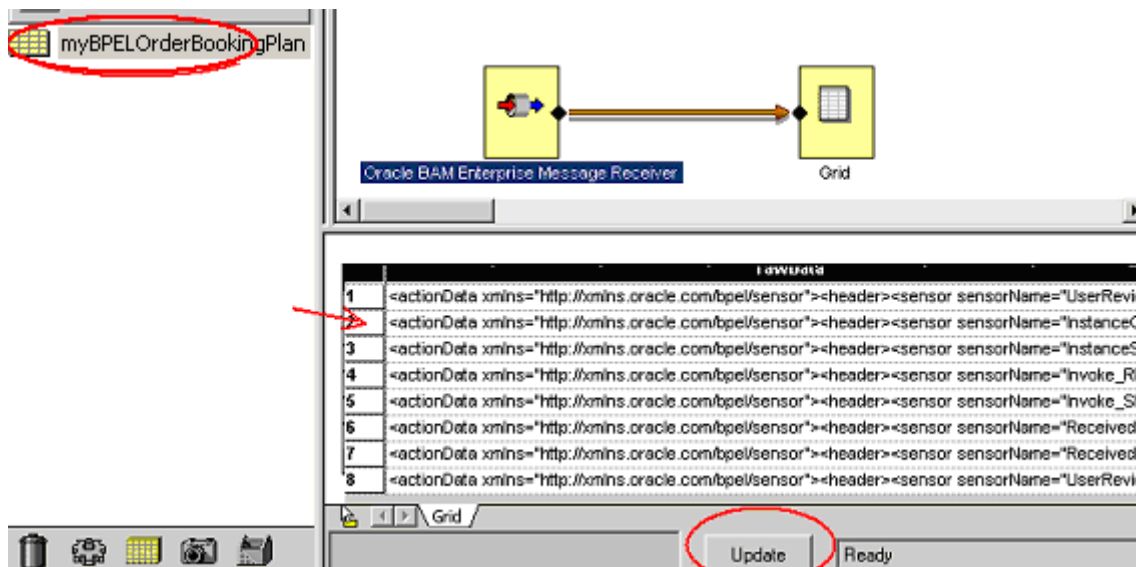 myBPELOrderBookingPlan
Oracle BAM Enterprise Message Receiver
Grid
rawData
1 <actionData xmlns="http://xmlns.oracle.com/bpel/sensor"><header><sensor sensorName="UserRevi
2 <actionData xmlns="http://xmlns.oracle.com/bpel/sensor"><header><sensor sensorName="InstanceC
3 <actionData xmlns="http://xmlns.oracle.com/bpel/sensor"><header><sensor sensorName="InstanceS
4 <actionData xmlns="http://xmlns.oracle.com/bpel/sensor"><header><sensor sensorName="Invoke_R
5 <actionData xmlns="http://xmlns.oracle.com/bpel/sensor"><header><sensor sensorName="Invoke_S
6 <actionData xmlns="http://xmlns.oracle.com/bpel/sensor"><header><sensor sensorName="Received
7 <actionData xmlns="http://xmlns.oracle.com/bpel/sensor"><header><sensor sensorName="Received
8 <actionData xmlns="http://xmlns.oracle.com/bpel/sensor"><header><sensor sensorName="UserRevi
Grid
Update
Ready